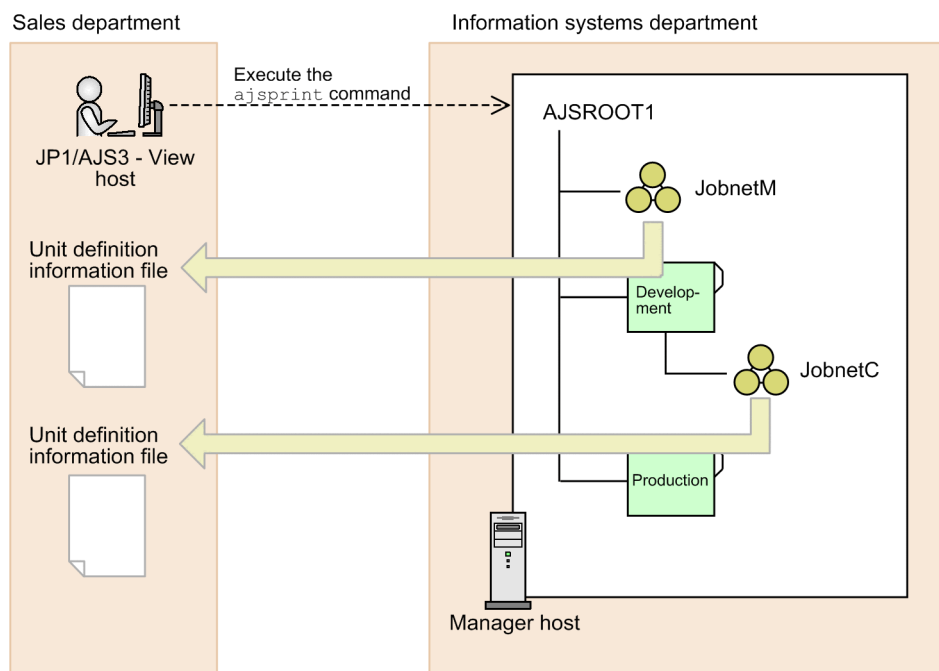 Sales department
Information systems department
Execute the
ajsprint command
AJSROOT1
JP1/AJS3 - View
host
JobnetM
Unit definition
information file
Develop-
ment
JobnetC
Unit definition
information file
Production
Manager host